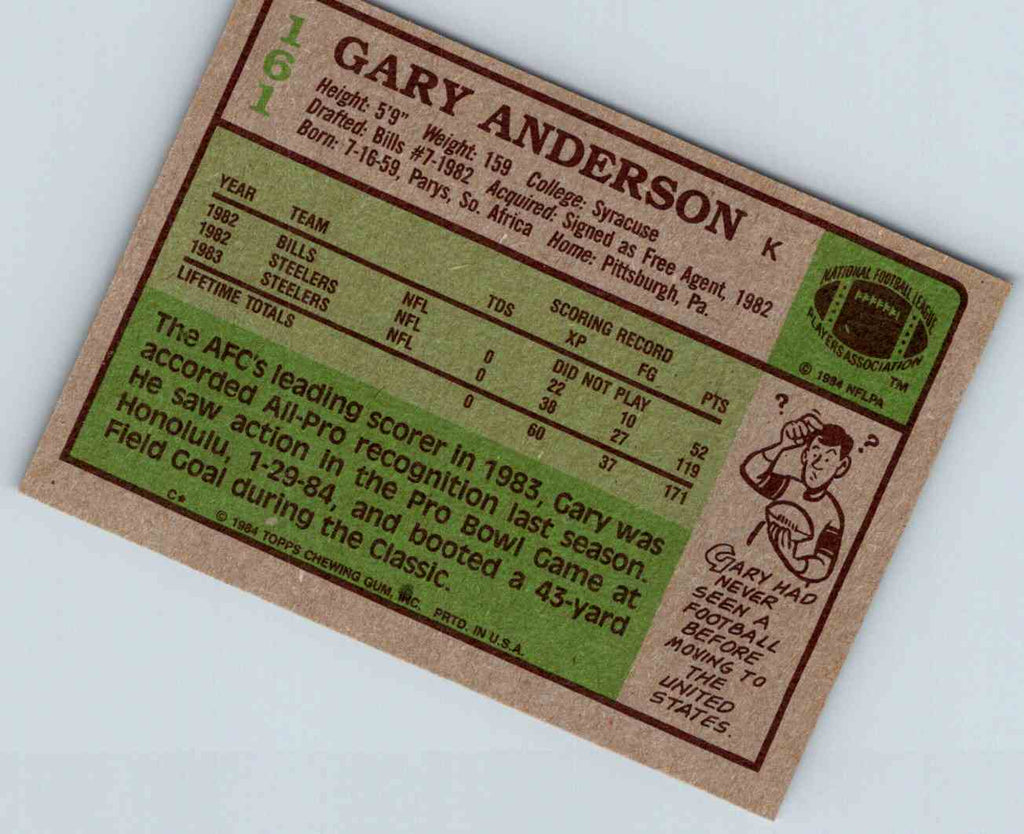 161
GARY ANDERSON K
Height: 5'9" Weight: 159 College: Syracuse
Drafted: Bills #7-1982 Acquired: Signed as Free Agent, 1982
Born: 7-16-59, Parys, So. Africa Home: Pittsburgh, Pa.
NATIONAL FOOTBALL LEAGUE
PLAYERS ASSOCIATION
™
© 1984 NFLPA
SCORING RECORD
YEAR TEAM TDS XP FG PTS
1982 BILLS NFL DID NOT PLAY
1982 STEELERS NFL 0 22 10 52
1983 STEELERS NFL 0 38 27 119
LIFETIME TOTALS 0 60 37 171
The AFC's leading scorer in 1983, Gary was
accorded All-Pro recognition last season.
He saw action in the Pro Bowl Game at
Honolulu, 1-29-84, and booted a 43-yard
Field Goal during the Classic.
? ?
GARY HAD
NEVER
SEEN A
FOOTBALL
BEFORE
MOVING TO
THE
UNITED
STATES.
C* © 1984 TOPPS CHEWING GUM, INC. PRTD. IN U.S.A.